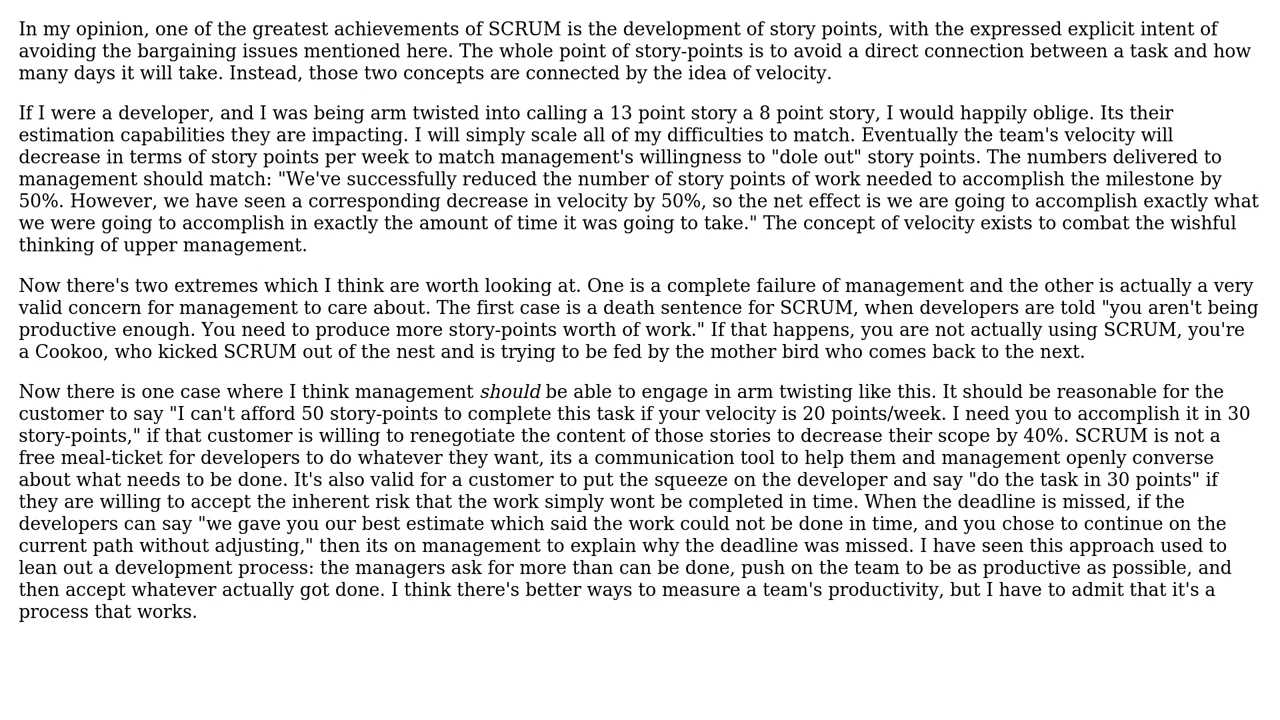 In my opinion, one of the greatest achievements of SCRUM is the development of story points, with the expressed explicit intent of
avoiding the bargaining issues mentioned here. The whole point of story-points is to avoid a direct connection between a task and how
many days it will take. Instead, those two concepts are connected by the idea of velocity.
If I were a developer, and I was being arm twisted into calling a 13 point story a 8 point story, I would happily oblige. Its their
estimation capabilities they are impacting. I will simply scale all of my difficulties to match. Eventually the team's velocity will
decrease in terms of story points per week to match management's willingness to "dole out" story points. The numbers delivered to
management should match: "We've successfully reduced the number of story points of work needed to accomplish the milestone by
50%. However, we have seen a corresponding decrease in velocity by 50%, so the net effect is we are going to accomplish exactly what
we were going to accomplish in exactly the amount of time it was going to take." The concept of velocity exists to combat the wishful
thinking of upper management.
Now there's two extremes which I think are worth looking at. One is a complete failure of management and the other is actually a very
valid concern for management to care about. The first case is a death sentence for SCRUM, when developers are told "you aren't being
productive enough. You need to produce more story-points worth of work." If that happens, you are not actually using SCRUM, you're
a Cookoo, who kicked SCRUM out of the nest and is trying to be fed by the mother bird who comes back to the next.
Now there is one case where I think management should be able to engage in arm twisting like this. It should be reasonable for the
customer to say "I can't afford 50 story-points to complete this task if your velocity is 20 points/week. I need you to accomplish it in 30
story-points," if that customer is willing to renegotiate the content of those stories to decrease their scope by 40%. SCRUM is not a
free meal-ticket for developers to do whatever they want, its a communication tool to help them and management openly converse
about what needs to be done. It's also valid for a customer to put the squeeze on the developer and say "do the task in 30 points" if
they are willing to accept the inherent risk that the work simply wont be completed in time. When the deadline is missed, if the
developers can say "we gave you our best estimate which said the work could not be done in time, and you chose to continue on the
current path without adjusting," then its on management to explain why the deadline was missed. I have seen this approach used to
lean out a development process: the managers ask for more than can be done, push on the team to be as productive as possible, and
then accept whatever actually got done. I think there's better ways to measure a team's productivity, but I have to admit that it's a
process that works.